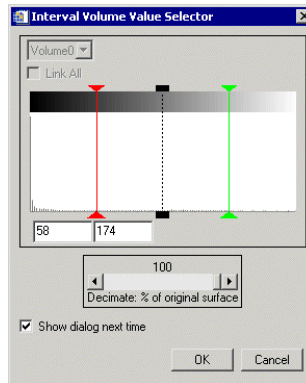 Interval Volume Value Selector
Volume0
Link All
58 174
100
Decimate: % of original surface
Show dialog next time
OK Cancel